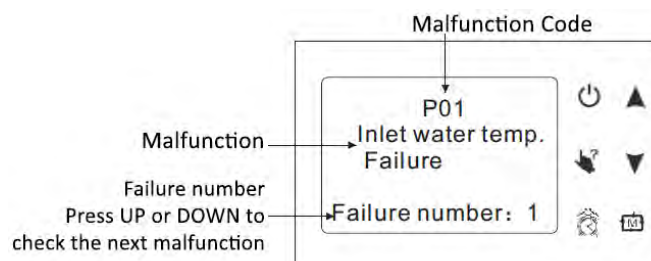 Malfunction Code
P01
Inlet water temp.
Failure
Malfunction
Failure number
Press UP or DOWN to
check the next malfunction
Failure number: 1
?
M